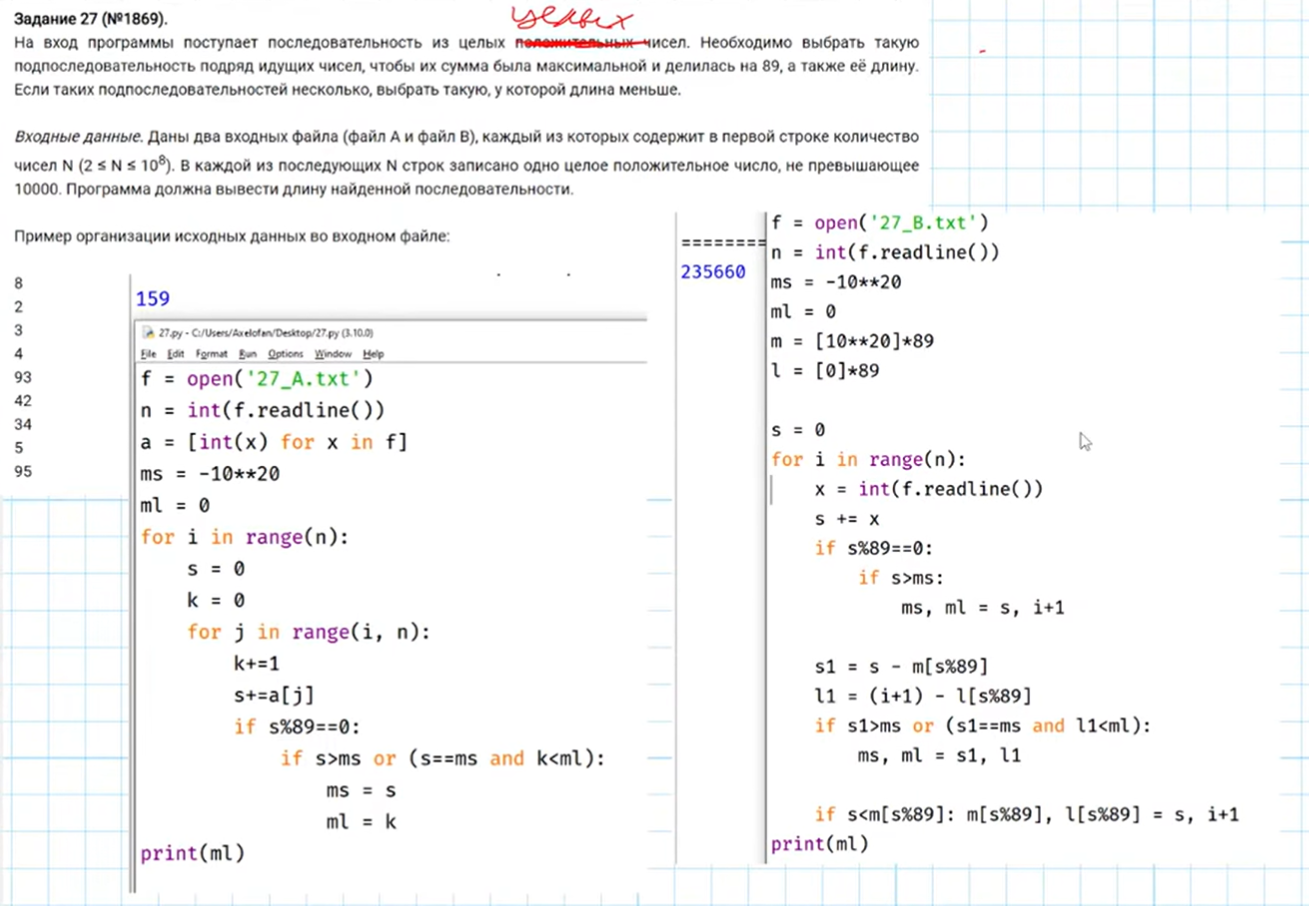 Задание 27 (№1869).
целых
На вход программы поступает последовательность из целых положительных чисел. Необходимо выбрать такую
подпоследовательность подряд идущих чисел, чтобы их сумма была максимальной и делилась на 89, а также её длину.
Если таких подпоследовательностей несколько, выбрать такую, у которой длина меньше.
Входные данные. Даны два входных файла (файл A и файл B), каждый из которых содержит в первой строке количество
чисел N (2 ≤ N ≤ 10⁸). В каждой из последующих N строк записано одно целое положительное число, не превышающее
10000. Программа должна вывести длину найденной последовательности.
Пример организации исходных данных во входном файле:
8
2
3
4
93
42
34
5
95
159
27.py - C:/Users/Axelofan/Desktop/27.py (3.10.0)
File Edit Format Run Options Window Help
f = open('27_A.txt')
n = int(f.readline())
a = [int(x) for x in f]
ms = -10**20
ml = 0
for i in range(n):
    s = 0
    k = 0
    for j in range(i, n):
        k+=1
        s+=a[j]
        if s%89==0:
            if s>ms or (s==ms and k<ml):
                ms = s
                ml = k
print(ml)
========
235660
f = open('27_B.txt')
n = int(f.readline())
ms = -10**20
ml = 0
m = [10**20]*89
l = [0]*89
s = 0
for i in range(n):
    x = int(f.readline())
    s += x
    if s%89==0:
        if s>ms:
            ms, ml = s, i+1
    s1 = s - m[s%89]
    l1 = (i+1) - l[s%89]
    if s1>ms or (s1==ms and l1<ml):
        ms, ml = s1, l1
    if s<m[s%89]: m[s%89], l[s%89] = s, i+1
print(ml)